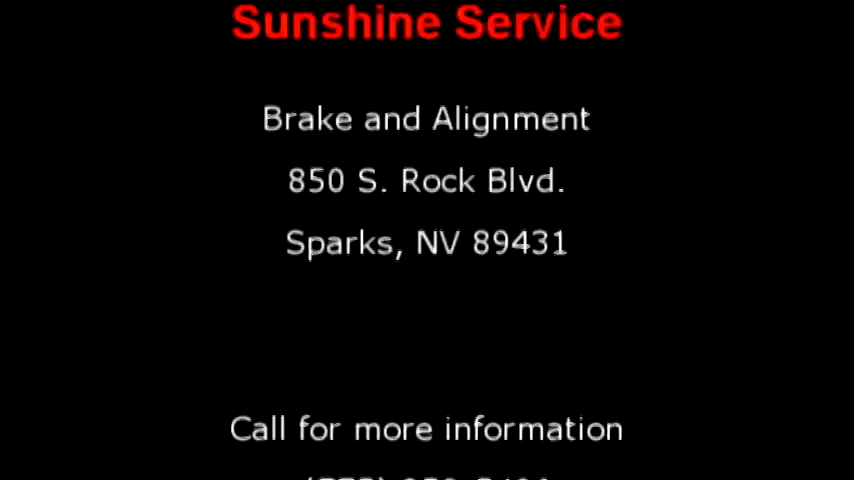 Sunshine Service
Brake and Alignment
850 S. Rock Blvd.
Sparks, NV 89431
Call for more information